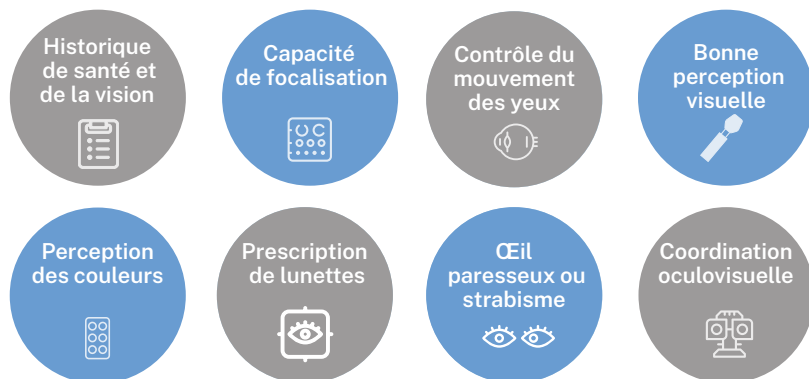 Historique
de santé et
de la vision
Capacité
de focalisation
Contrôle du
mouvement
des yeux
Bonne
perception
visuelle
Perception
des couleurs
Prescription
de lunettes
Œil
paresseux ou
strabisme
Coordination
oculovisuelle